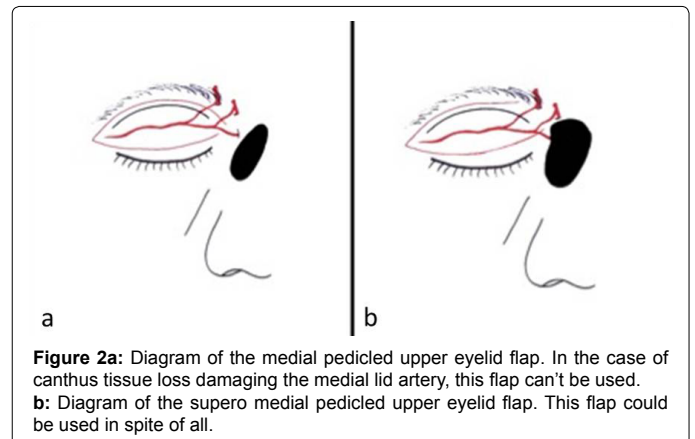 a
b
Figure 2a: Diagram of the medial pedicled upper eyelid flap. In the case of
canthus tissue loss damaging the medial lid artery, this flap can't be used.
b: Diagram of the supero medial pedicled upper eyelid flap. This flap could
be used in spite of all.